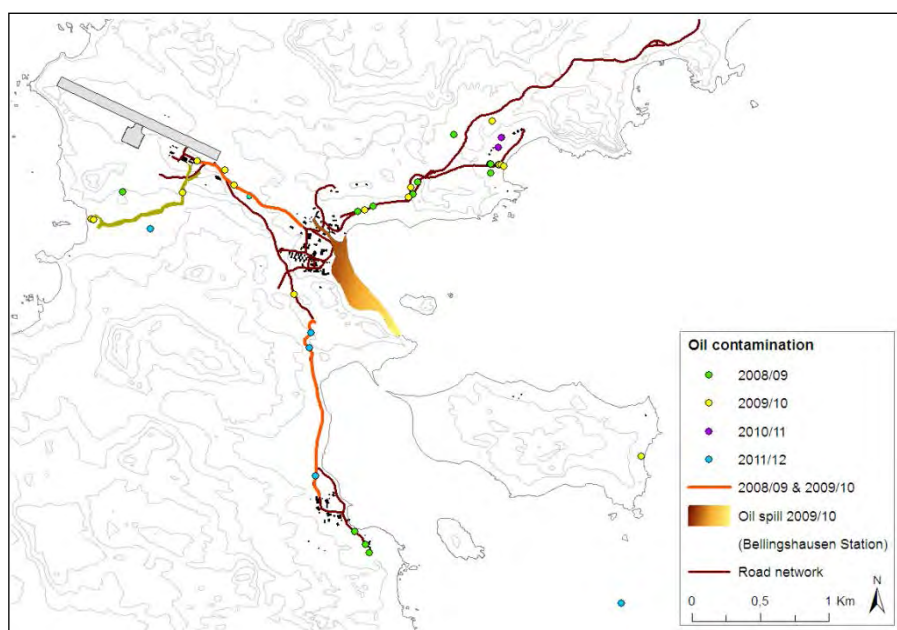 Oil contamination
2008/09
2009/10
2010/11
2011/12
2008/09 & 2009/10
Oil spill 2009/10
(Bellingshausen Station)
Road network
N
0 0,5 1 Km